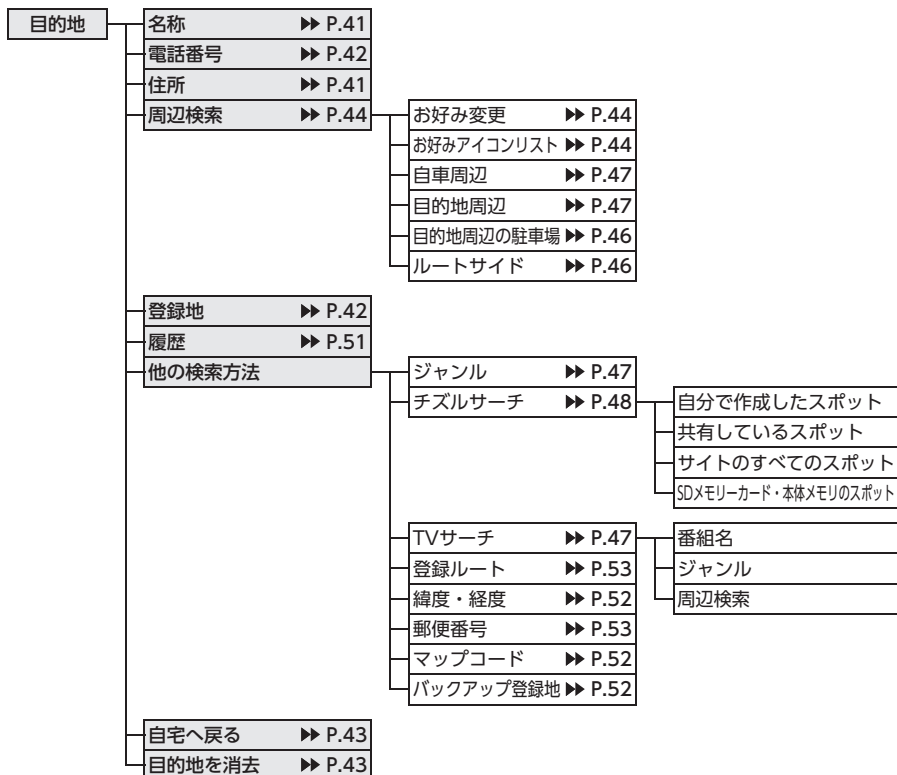 目的地
名称 ▶▶ P.41
電話番号 ▶▶ P.42
住所 ▶▶ P.41
周辺検索 ▶▶ P.44
お好み変更 ▶▶ P.44
お好みアイコンリスト ▶▶ P.44
自車周辺 ▶▶ P.47
目的地周辺 ▶▶ P.47
目的地周辺の駐車場 ▶▶ P.46
ルートサイド ▶▶ P.46
登録地 ▶▶ P.42
履歴 ▶▶ P.51
他の検索方法
ジャンル ▶▶ P.47
チズルサーチ ▶▶ P.48
自分で作成したスポット
共有しているスポット
サイトのすべてのスポット
SDメモリーカード・本体メモリのスポット
TVサーチ ▶▶ P.47
番組名
ジャンル
周辺検索
登録ルート ▶▶ P.53
緯度・経度 ▶▶ P.52
郵便番号 ▶▶ P.53
マップコード ▶▶ P.52
バックアップ登録地 ▶▶ P.52
自宅へ戻る ▶▶ P.43
目的地を消去 ▶▶ P.43